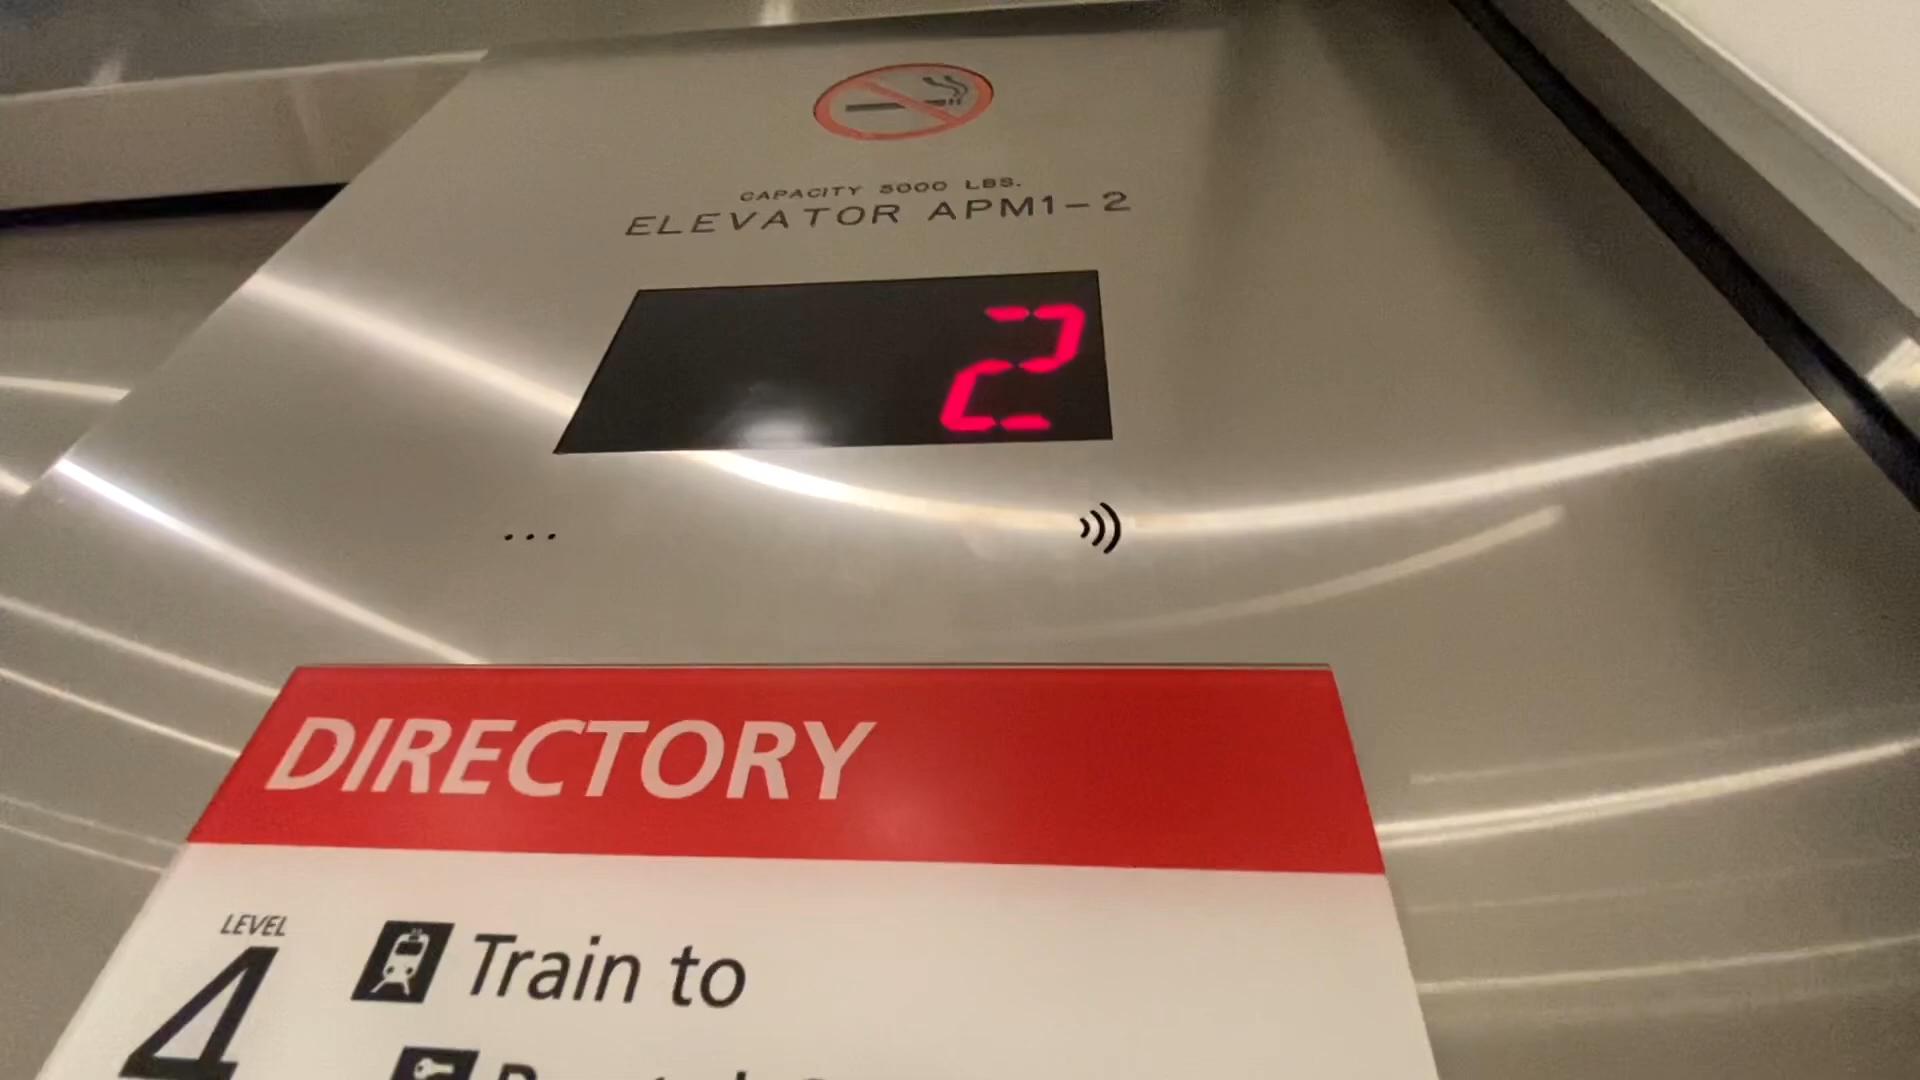 CAPACITY 5000 LBS.
ELEVATOR APM1-2
2
DIRECTORY
LEVEL
4
Train to